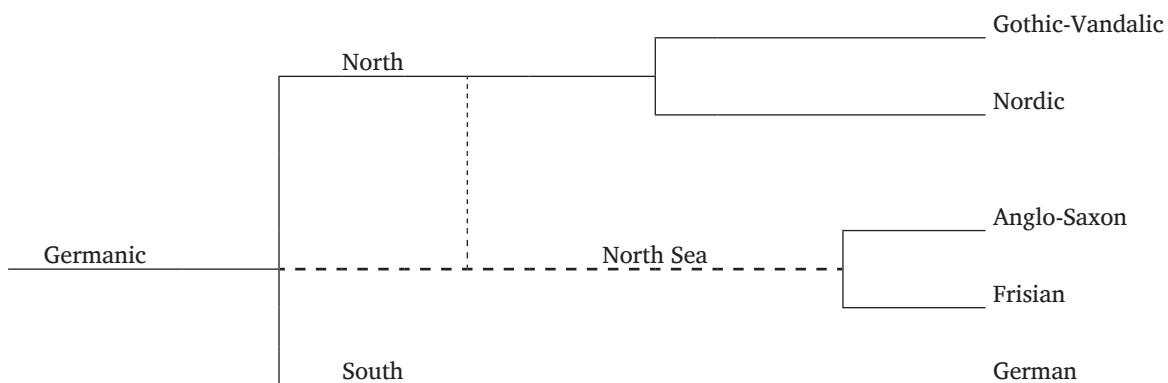 Gothic-Vandalic
North
Nordic
Anglo-Saxon
Germanic
North Sea
Frisian
South
German